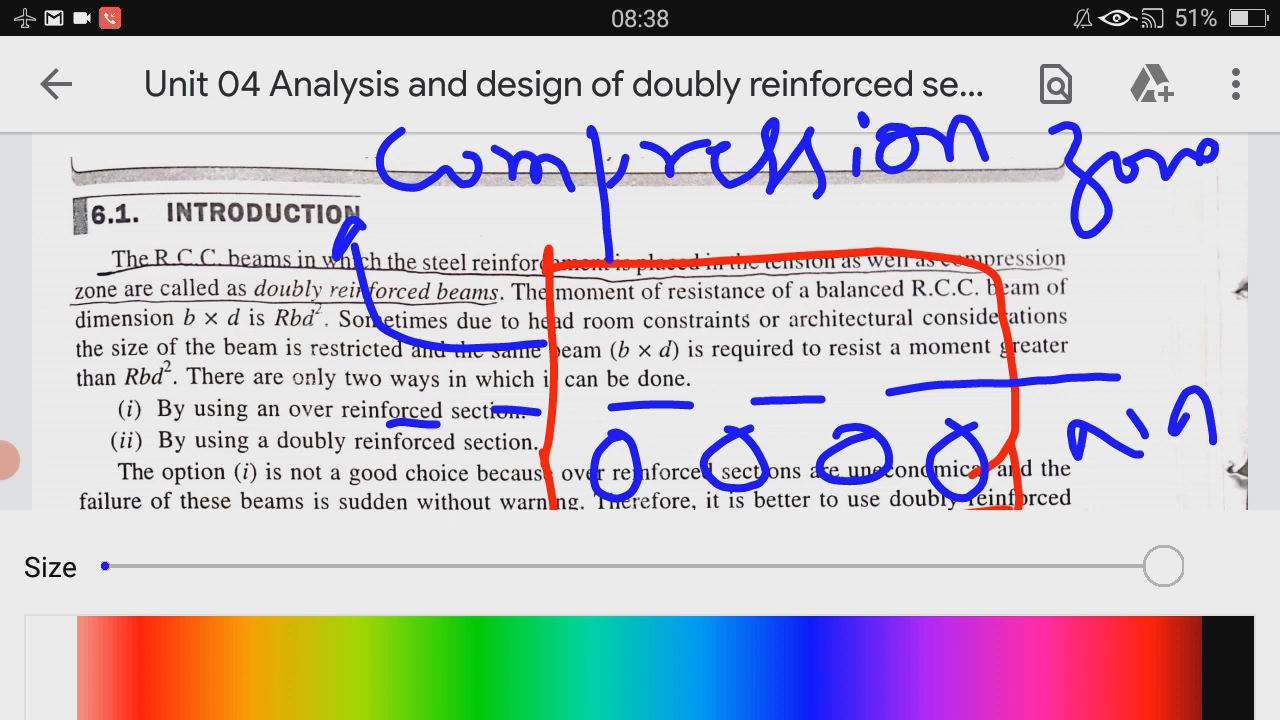 08:38
51%
Unit 04 Analysis and design of doubly reinforced se...
Compression zone
6.1. INTRODUCTION
The R.C.C. beams in which the steel reinforcement is placed in the tension as well as compression
zone are called as doubly reinforced beams. The moment of resistance of a balanced R.C.C. beam of
dimension b × d is Rbd². Sometimes due to head room constraints or architectural considerations
the size of the beam is restricted and the same beam (b × d) is required to resist a moment greater
than Rbd². There are only two ways in which it can be done.
(i) By using an over reinforced section.
(ii) By using a doubly reinforced section.
The option (i) is not a good choice because over reinforced sections are uneconomical and the
failure of these beams is sudden without warning. Therefore, it is better to use doubly reinforced
Size